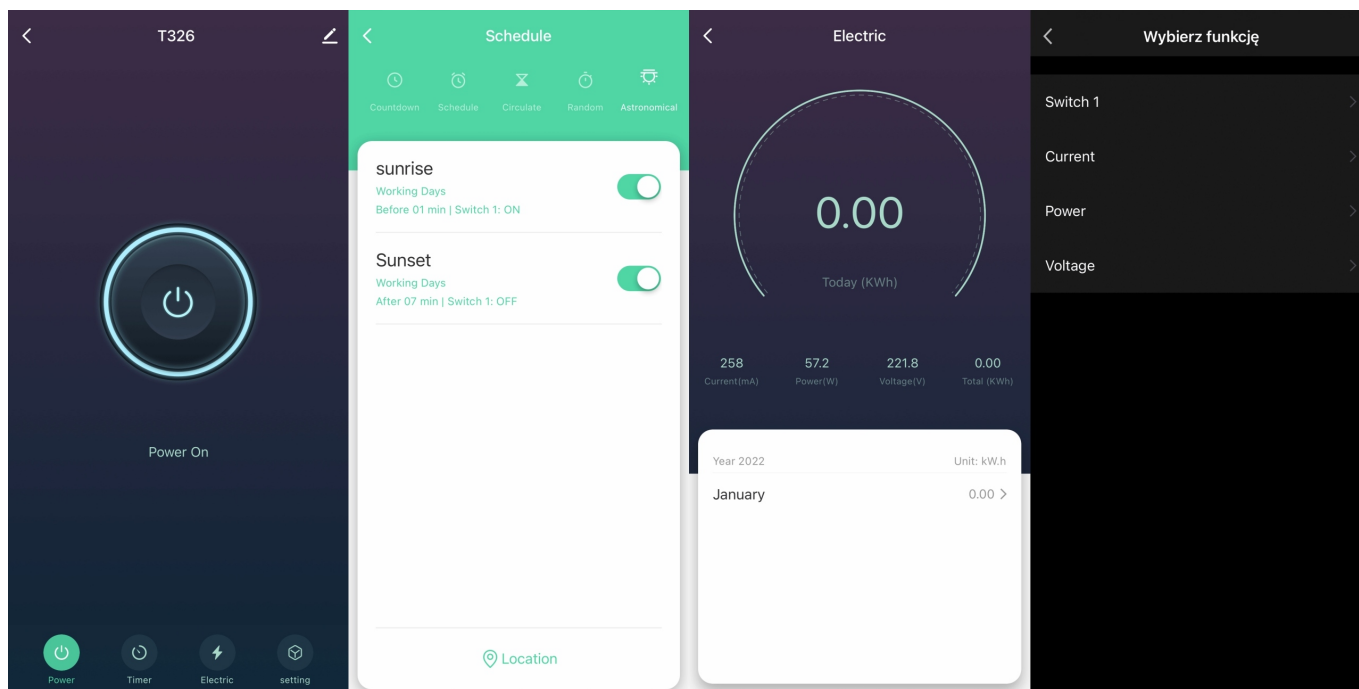 T326
Power On
Power Timer Electric setting
Schedule
Countdown Schedule Circulate Random Astronomical
sunrise
Working Days
Before 01 min | Switch 1: ON
Sunset
Working Days
After 07 min | Switch 1: OFF
Location
Electric
0.00
Today (KWh)
258 57.2 221.8 0.00
Current(mA) Power(W) Voltage(V) Total (KWh)
Year 2022 Unit: kW.h
January 0.00
Wybierz funkcję
Switch 1
Current
Power
Voltage